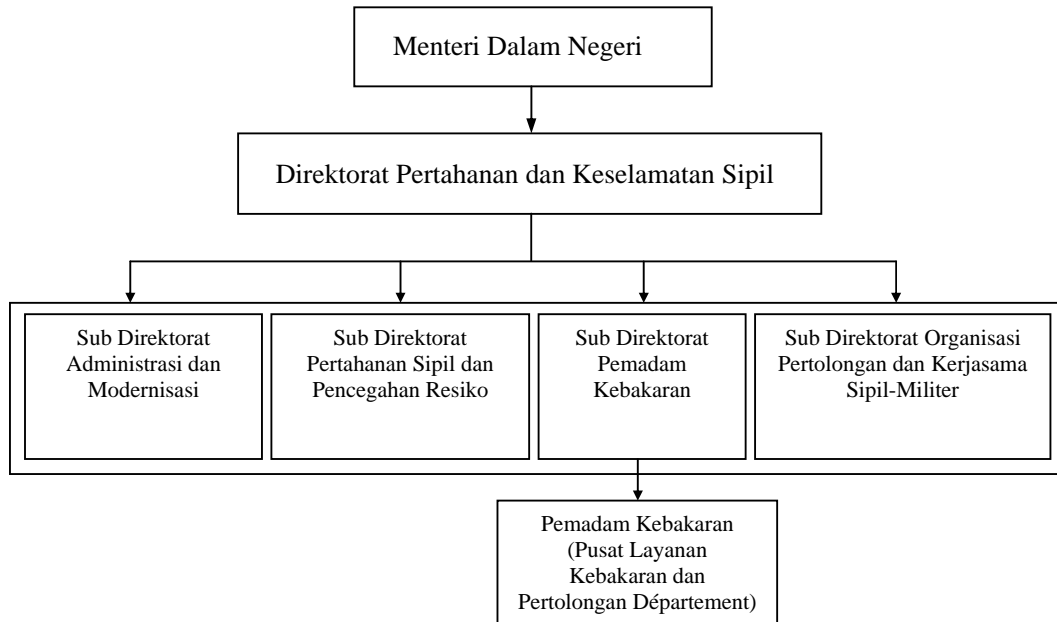 Menteri Dalam Negeri
Direktorat Pertahanan dan Keselamatan Sipil
Sub Direktorat
Administrasi dan
Modernisasi
Sub Direktorat
Pertahanan Sipil dan
Pencegahan Resiko
Sub Direktorat
Pemadam
Kebakaran
Sub Direktorat Organisasi
Pertolongan dan Kerjasama
Sipil-Militer
Pemadam Kebakaran
(Pusat Layanan
Kebakaran dan
Pertolongan Département)